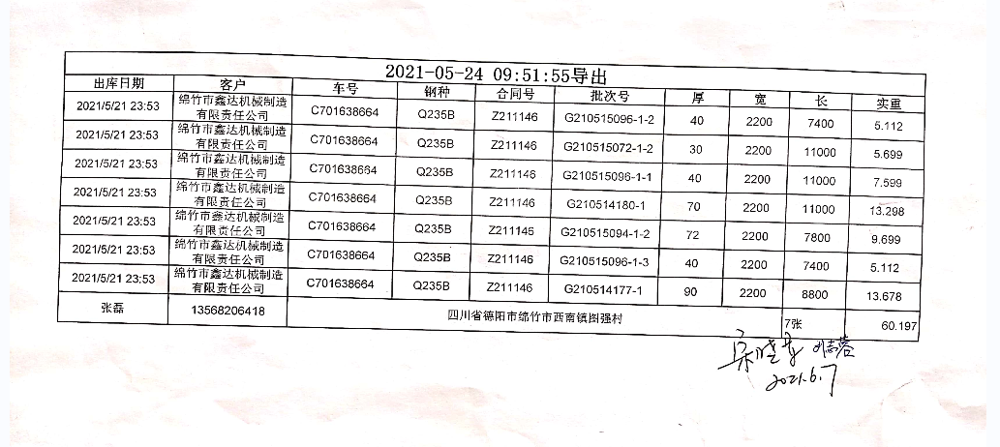 2021-05-24 09:51:55导出
出库日期 客户 车号 钢种 合同号 批次号 厚 宽 长 实重
2021/5/21 23:53 绵竹市鑫达机械制造有限责任公司 C701638664 Q235B Z211146 G210515096-1-2 40 2200 7400 5.112
2021/5/21 23:53 绵竹市鑫达机械制造有限责任公司 C701638664 Q235B Z211146 G210515072-1-2 30 2200 11000 5.699
2021/5/21 23:53 绵竹市鑫达机械制造有限责任公司 C701638664 Q235B Z211146 G210515096-1-1 40 2200 11000 7.599
2021/5/21 23:53 绵竹市鑫达机械制造有限责任公司 C701638664 Q235B Z211146 G210514180-1 70 2200 11000 13.298
2021/5/21 23:53 绵竹市鑫达机械制造有限责任公司 C701638664 Q235B Z211146 G210515094-1-2 72 2200 7800 9.699
2021/5/21 23:53 绵竹市鑫达机械制造有限责任公司 C701638664 Q235B Z211146 G210515096-1-3 40 2200 7400 5.112
2021/5/21 23:53 绵竹市鑫达机械制造有限责任公司 C701638664 Q235B Z211146 G210514177-1 90 2200 8800 13.678
张磊 13568206418 四川省德阳市绵竹市西南镇图强村 7张 60.197
2021.6.7